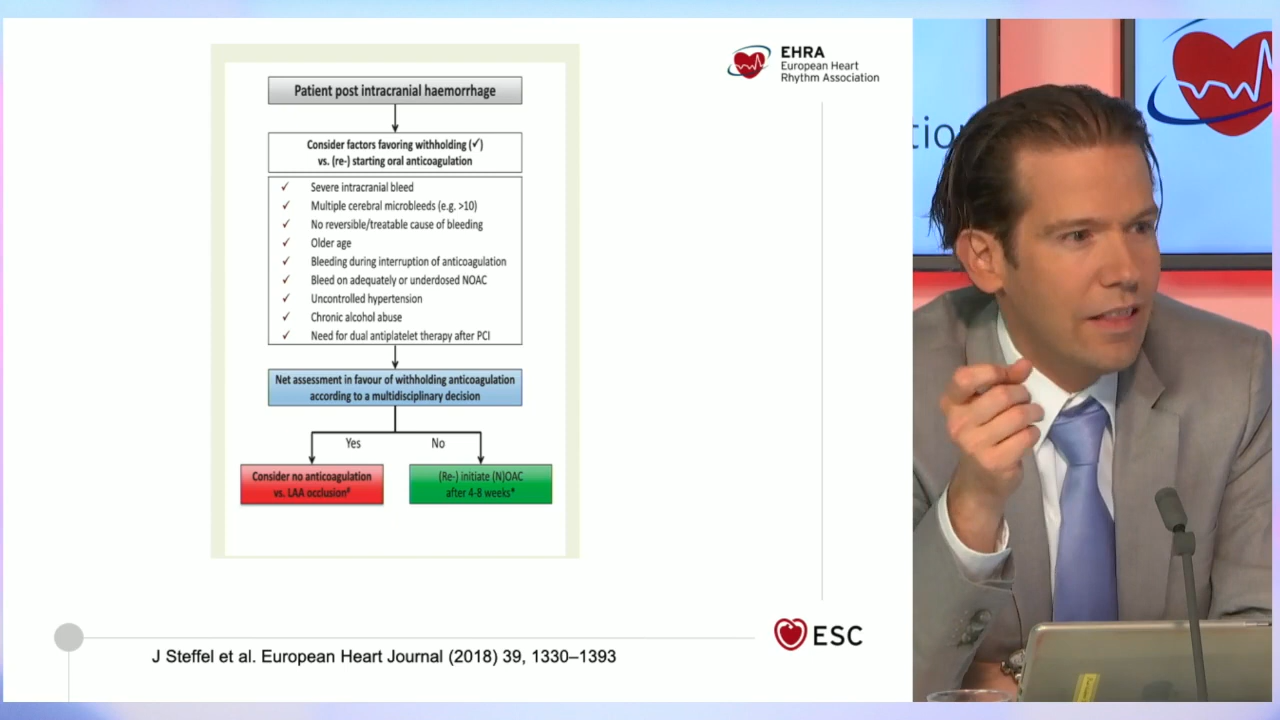 EHRA
European Heart
Rhythm Association
Patient post intracranial haemorrhage
Consider factors favoring withholding (✓)
vs. (re-) starting oral anticoagulation
✓ Severe intracranial bleed
✓ Multiple cerebral microbleeds (e.g. >10)
✓ No reversible/treatable cause of bleeding
✓ Older age
✓ Bleeding during interruption of anticoagulation
✓ Bleed on adequately or underdosed NOAC
✓ Uncontrolled hypertension
✓ Chronic alcohol abuse
✓ Need for dual antiplatelet therapy after PCI
Net assessment in favour of withholding anticoagulation
according to a multidisciplinary decision
Yes
No
Consider no anticoagulation
vs. LAA occlusion#
(Re-) initiate (N)OAC
after 4-8 weeks*
ESC
J Steffel et al. European Heart Journal (2018) 39, 1330–1393
tion